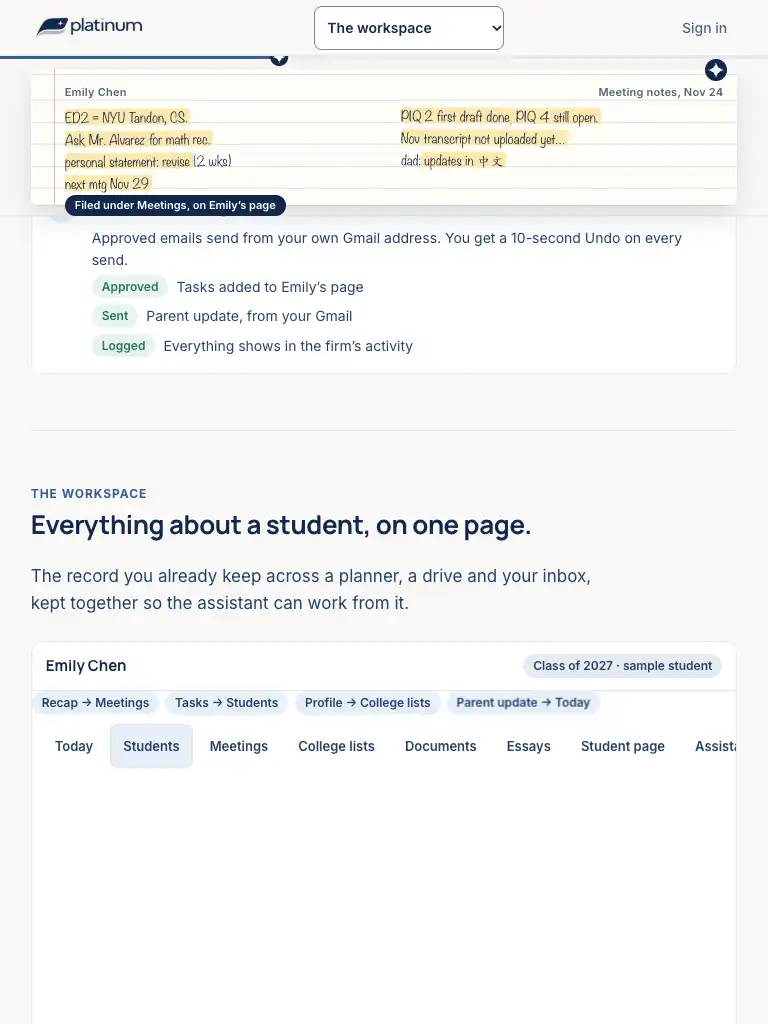 platinum
The workspace
Sign in
Emily Chen
Meeting notes, Nov 24
ED2 = NYU Tandon, CS.
Ask Mr. Alvarez for math rec.
personal statement: revise (2 wks)
next mtg Nov 29
PIQ 2 first draft done, PIQ 4 still open.
Nov transcript not uploaded yet…
dad: updates in 中文
Filed under Meetings, on Emily’s page
Approved emails send from your own Gmail address. You get a 10-second Undo on every
send.
Approved Tasks added to Emily’s page
Sent Parent update, from your Gmail
Logged Everything shows in the firm’s activity
THE WORKSPACE
Everything about a student, on one page.
The record you already keep across a planner, a drive and your inbox,
kept together so the assistant can work from it.
Emily Chen
Class of 2027 · sample student
Recap → Meetings Tasks → Students Profile → College lists Parent update → Today
Today Students Meetings College lists Documents Essays Student page Assista